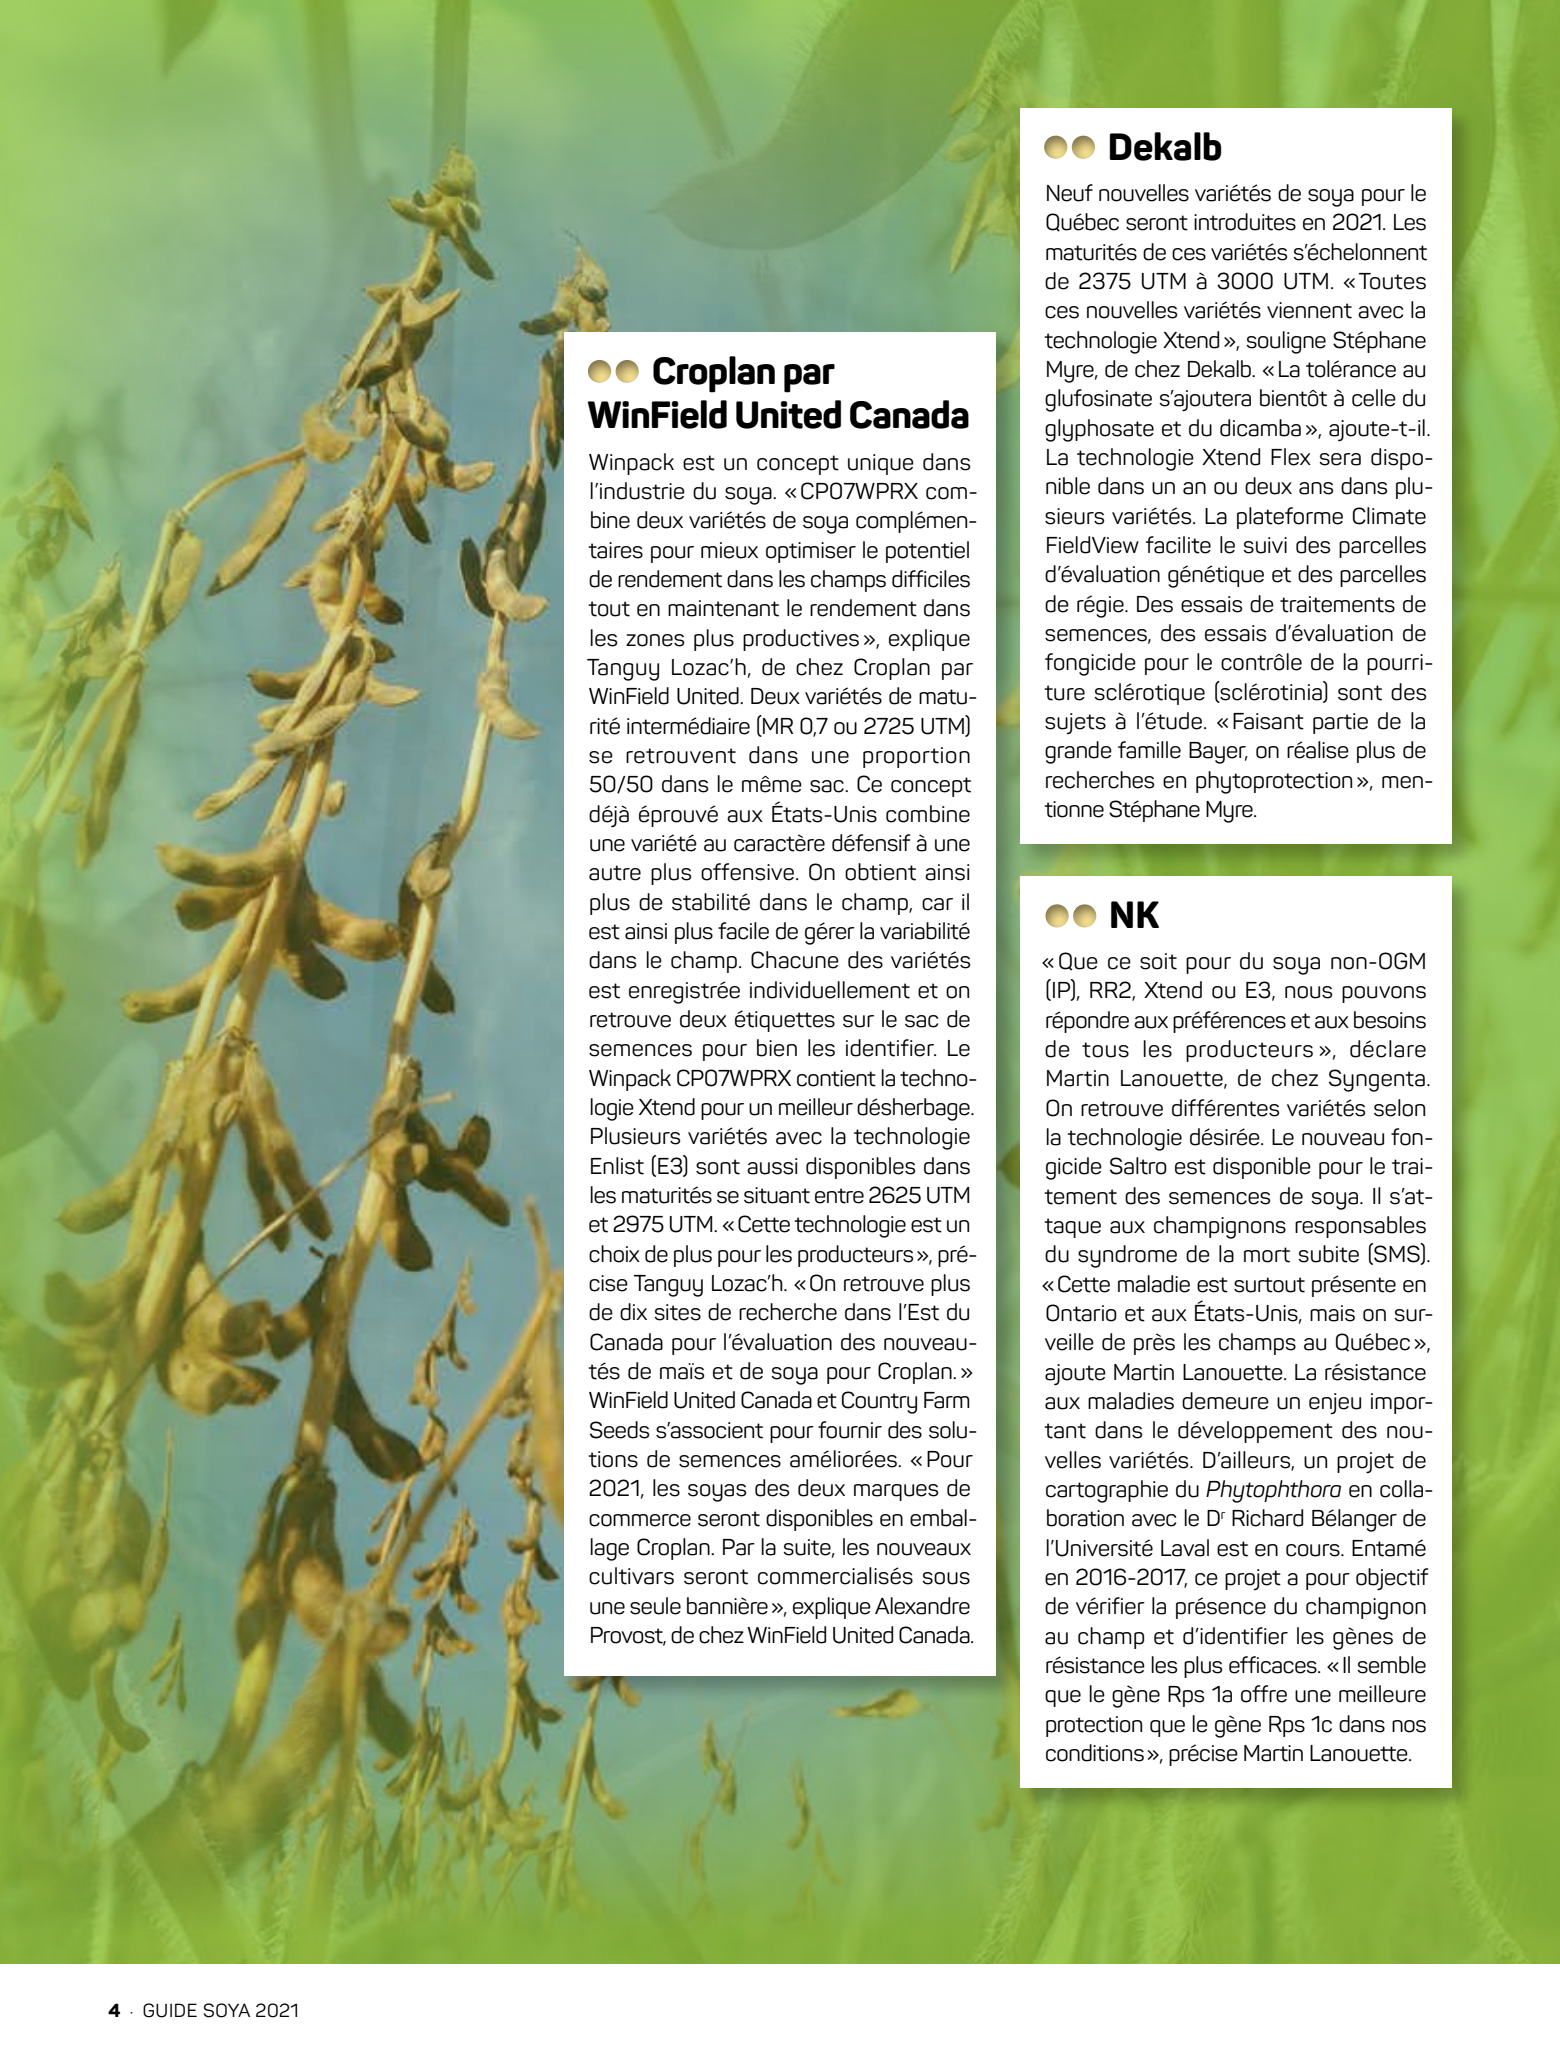 Croplan par
WinField United Canada
Winpack est un concept unique dans
l'industrie du soya. « CP07WPRX com-
bine deux variétés de soya complémen-
taires pour mieux optimiser le potentiel
de rendement dans les champs difficiles
tout en maintenant le rendement dans
les zones plus productives », explique
Tanguy Lozac'h, de chez Croplan par
WinField United. Deux variétés de matu-
rité intermédiaire (MR 0,7 ou 2725 UTM)
se retrouvent dans une proportion
50/50 dans le même sac. Ce concept
déjà éprouvé aux États-Unis combine
une variété au caractère défensif à une
autre plus offensive. On obtient ainsi
plus de stabilité dans le champ, car il
est ainsi plus facile de gérer la variabilité
dans le champ. Chacune des variétés
est enregistrée individuellement et on
retrouve deux étiquettes sur le sac de
semences pour bien les identifier. Le
Winpack CP07WPRX contient la techno-
logie Xtend pour un meilleur désherbage.
Plusieurs variétés avec la technologie
Enlist (E3) sont aussi disponibles dans
les maturités se situant entre 2625 UTM
et 2975 UTM. « Cette technologie est un
choix de plus pour les producteurs », pré-
cise Tanguy Lozac'h. « On retrouve plus
de dix sites de recherche dans l'Est du
Canada pour l'évaluation des nouveau-
tés de maïs et de soya pour Croplan. »
WinField United Canada et Country Farm
Seeds s'associent pour fournir des solu-
tions de semences améliorées. « Pour
2021, les soyas des deux marques de
commerce seront disponibles en embal-
lage Croplan. Par la suite, les nouveaux
cultivars seront commercialisés sous
une seule bannière », explique Alexandre
Provost, de chez WinField United Canada.
Dekalb
Neuf nouvelles variétés de soya pour le
Québec seront introduites en 2021. Les
maturités de ces variétés s'échelonnent
de 2375 UTM à 3000 UTM. « Toutes
ces nouvelles variétés viennent avec la
technologie Xtend », souligne Stéphane
Myre, de chez Dekalb. « La tolérance au
glufosinate s'ajoutera bientôt à celle du
glyphosate et du dicamba », ajoute-t-il.
La technologie Xtend Flex sera dispo-
nible dans un an ou deux ans dans plu-
sieurs variétés. La plateforme Climate
FieldView facilite le suivi des parcelles
d'évaluation génétique et des parcelles
de régie. Des essais de traitements de
semences, des essais d'évaluation de
fongicide pour le contrôle de la pourri-
ture sclérotique (sclérotinia) sont des
sujets à l'étude. « Faisant partie de la
grande famille Bayer, on réalise plus de
recherches en phytoprotection », men-
tionne Stéphane Myre.
NK
« Que ce soit pour du soya non-OGM
(IP), RR2, Xtend ou E3, nous pouvons
répondre aux préférences et aux besoins
de tous les producteurs », déclare
Martin Lanouette, de chez Syngenta.
On retrouve différentes variétés selon
la technologie désirée. Le nouveau fon-
gicide Saltro est disponible pour le trai-
tement des semences de soya. Il s'at-
taque aux champignons responsables
du syndrome de la mort subite (SMS).
« Cette maladie est surtout présente en
Ontario et aux États-Unis, mais on sur-
veille de près les champs au Québec »,
ajoute Martin Lanouette. La résistance
aux maladies demeure un enjeu impor-
tant dans le développement des nou-
velles variétés. D'ailleurs, un projet de
cartographie du Phytophthora en colla-
boration avec le Dr Richard Bélanger de
l'Université Laval est en cours. Entamé
en 2016-2017, ce projet a pour objectif
de vérifier la présence du champignon
au champ et d'identifier les gènes de
résistance les plus efficaces. « Il semble
que le gène Rps 1a offre une meilleure
protection que le gène Rps 1c dans nos
conditions », précise Martin Lanouette.
4 · GUIDE SOYA 2021